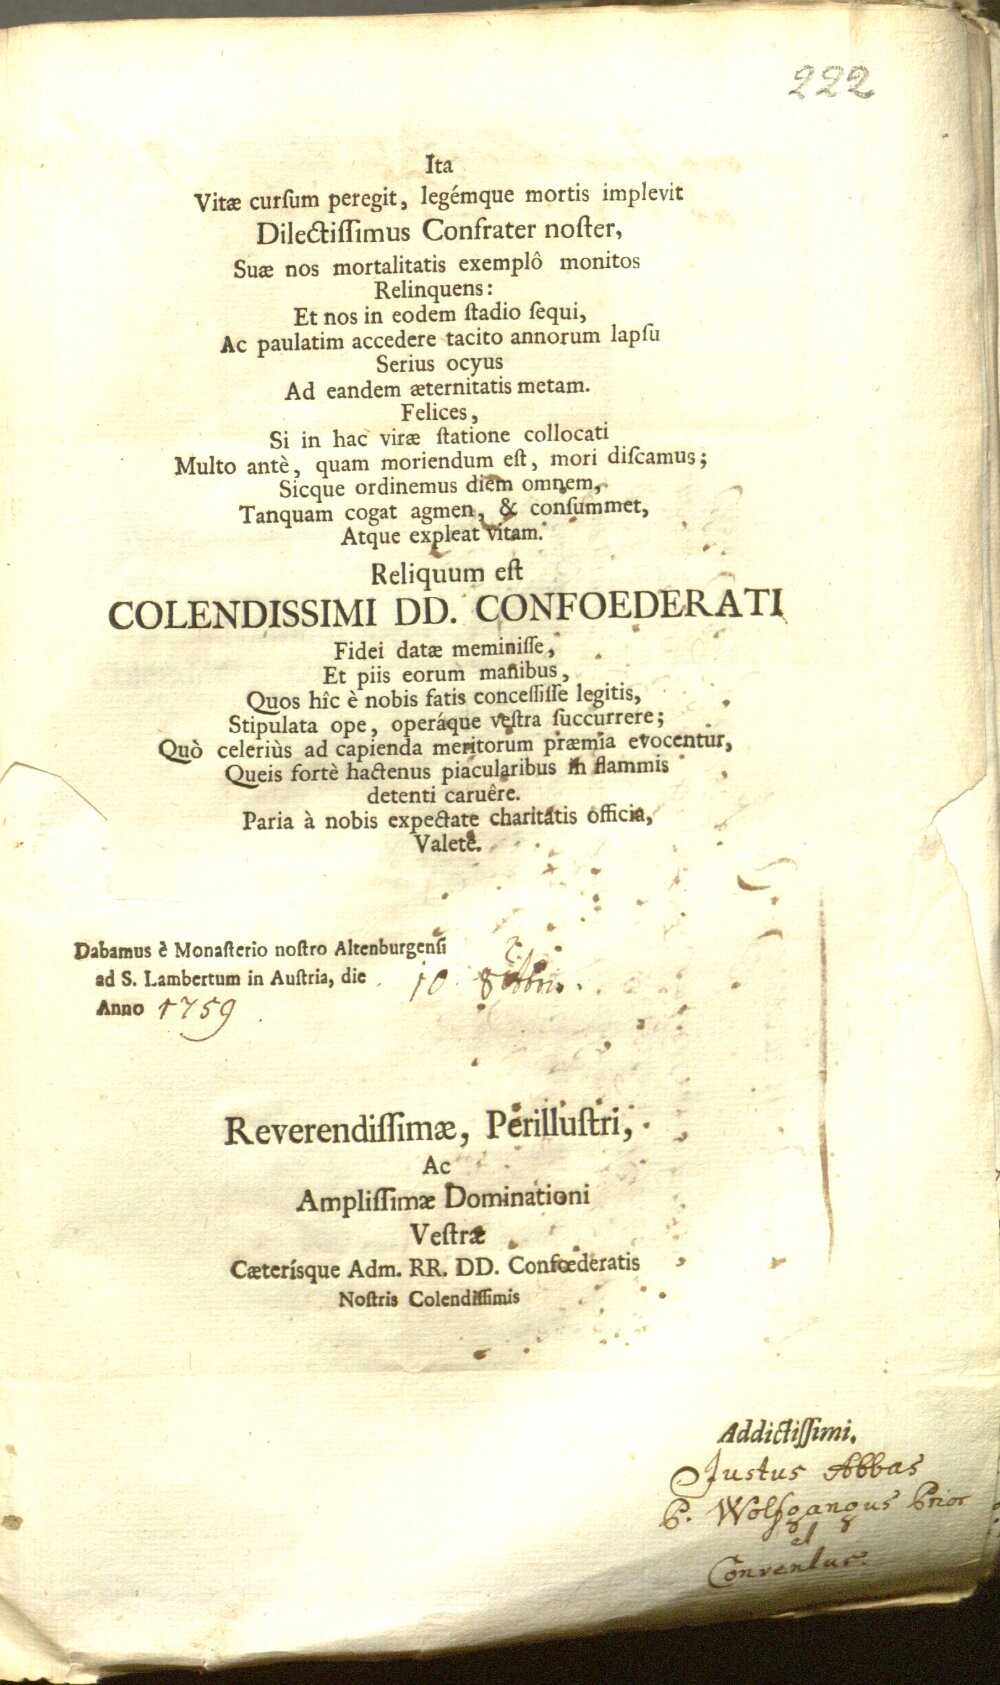 222
Ita
Vitæ curſum peregit, legémque mortis implevit
Dilectiſſimus Confrater noſter,
Suæ nos mortalitatis exemplô monitos
Relinquens:
Et nos in eodem ſtadio ſequi,
Ac paulatim accedere tacito annorum lapſu
Serius ocyus
Ad eandem æternitatis metam.
Felices,
Si in hac viræ ſtatione collocati
Multo antè, quam moriendum eſt, mori diſcamus;
Sicque ordinemus diem omnem,
Tanquam cogat agmen, & conſummet,
Atque expleat vitam.
Reliquum eſt
COLENDISSIMI DD. CONFOEDERATI
Fidei datæ meminiſſe,
Et piis eorum manibus,
Quos hîc è nobis fatis conceſſiſſe legitis,
Stipulata ope, operáque veſtra ſuccurrere;
Quò celeriùs ad capienda meritorum præmia evocentur,
Queis fortè hactenus piacularibus in flammis
detenti caruêre.
Paria à nobis expectate charitatis officia,
Valete.
Dabamus è Monaſterio noſtro Altenburgenſi
ad S. Lambertum in Auſtria, die 10 8bris.
Anno 1759
Reverendiſſimæ, Perilluſtri,
Ac
Ampliſſimæ Dominationi
Veſtræ
Cæterísque Adm. RR. DD. Confœderatis
Noſtris Colendiſſimis
Addictiſſimi.
Justus Abbas
P. Wolfgangus Prior
et
Conventus.